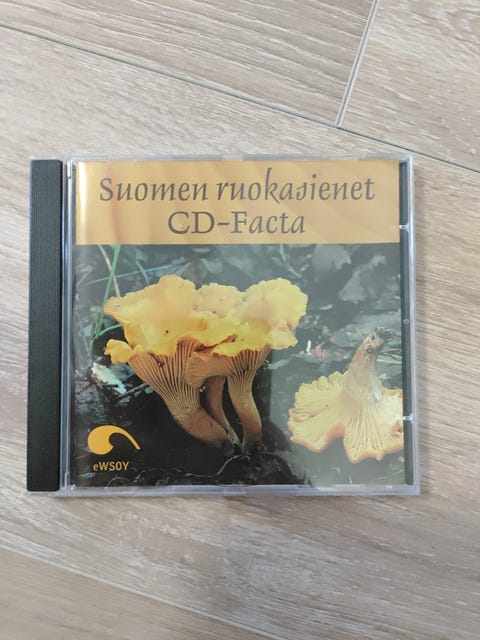 Suomen ruokasienet
CD-Facta
eWSOY